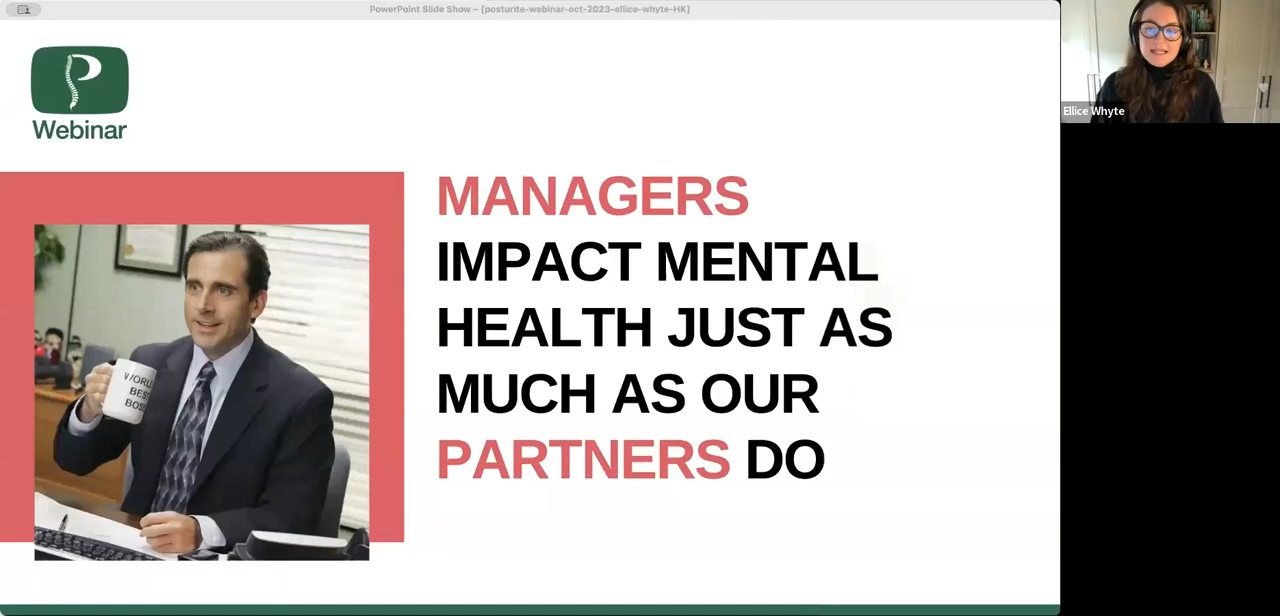 PowerPoint Slide Show – [posturite-webinar-oct-2023-ellice-whyte-HK]
Webinar
MANAGERS
IMPACT MENTAL
HEALTH JUST AS
MUCH AS OUR
PARTNERS DO
WORLD
BEST
BOSS
Ellice Whyte